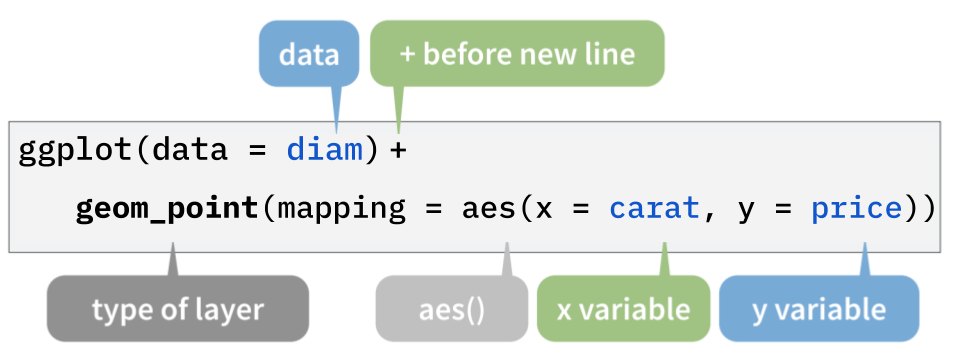 data + before new line
ggplot(data = diam) +
geom_point(mapping = aes(x = carat, y = price))
type of layer aes() x variable y variable